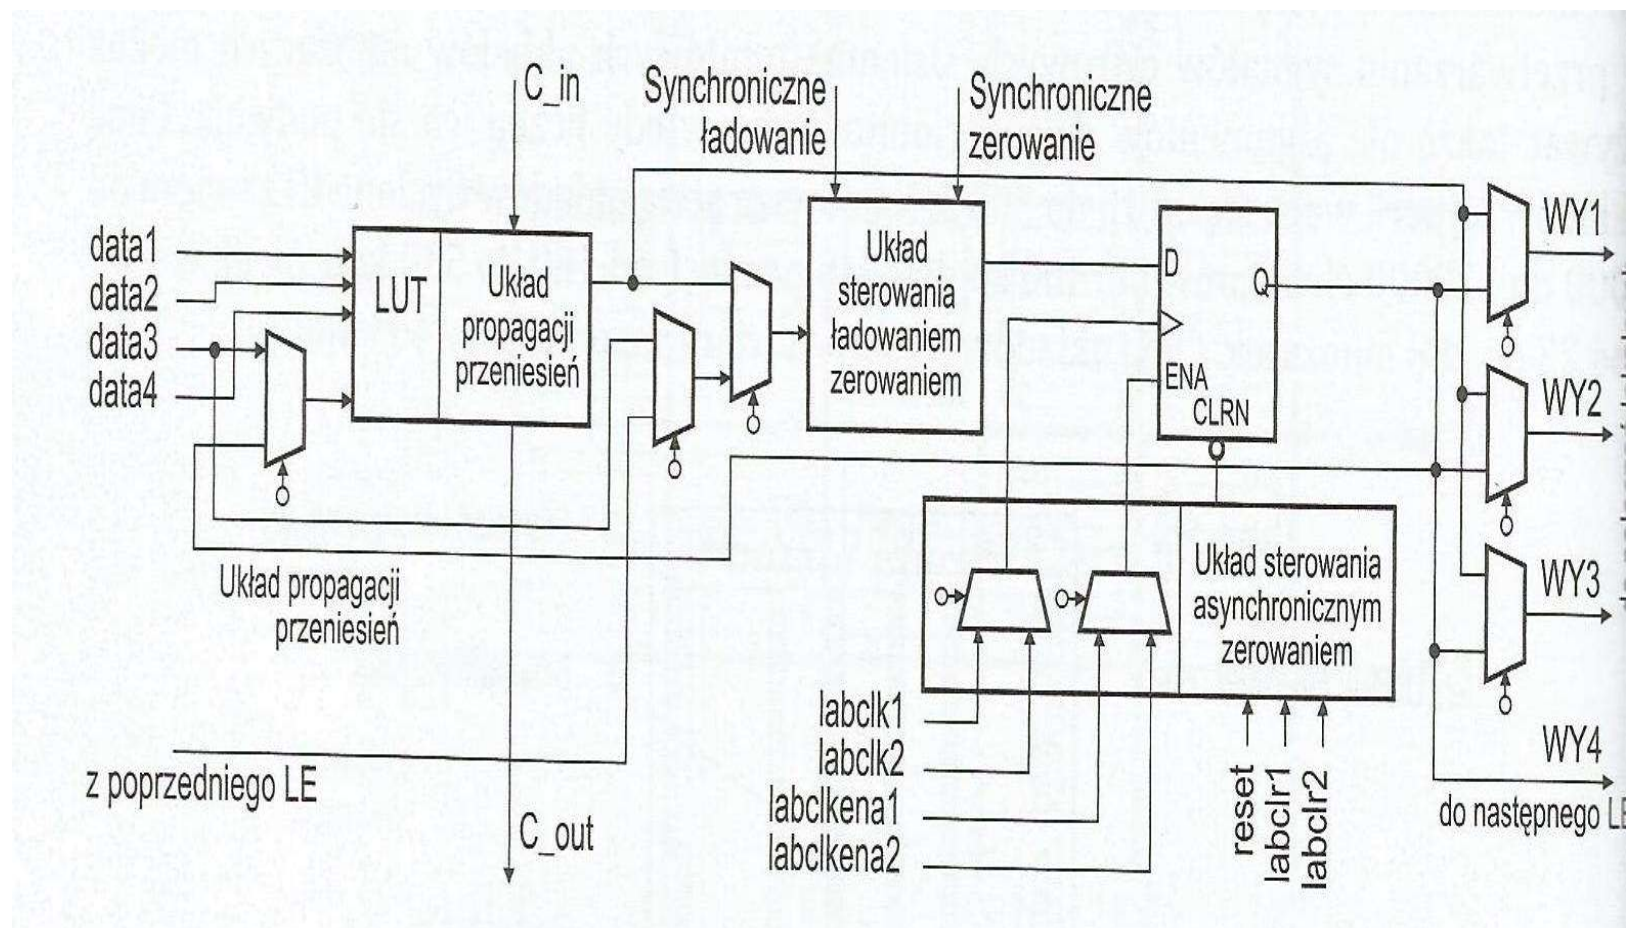 C_in
Synchroniczne
ładowanie
Synchroniczne
zerowanie
data1
data2
data3
data4
LUT
Układ
propagacji
przeniesień
Układ
sterowania
ładowaniem
zerowaniem
D
Q
ENA
CLRN
WY1
WY2
WY3
WY4
do następnego LE
Układ propagacji
przeniesień
Układ sterowania
asynchronicznym
zerowaniem
z poprzedniego LE
C_out
labclk1
labclk2
labclkena1
labclkena2
reset
labclr1
labclr2